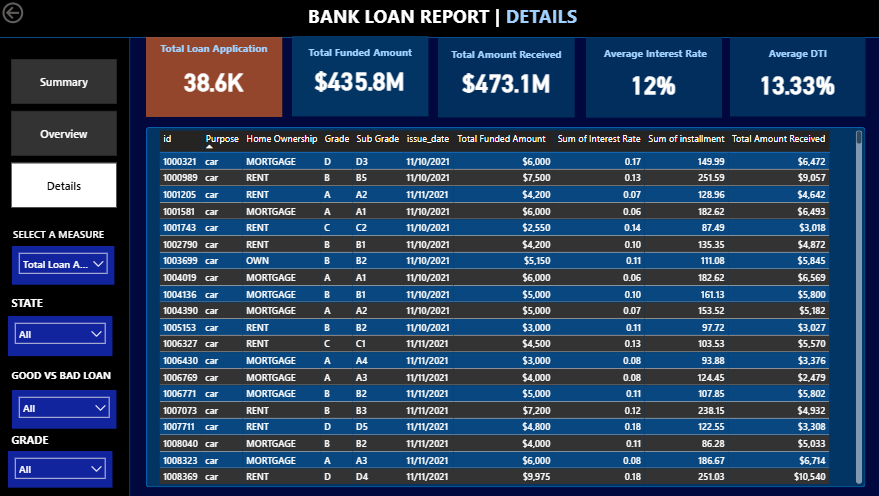 BANK LOAN REPORT | DETAILS
Summary
Overview
Details
SELECT A MEASURE
Total Loan A...
STATE
All
GOOD VS BAD LOAN
All
GRADE
All
Total Loan Application
38.6K
Total Funded Amount
$435.8M
Total Amount Received
$473.1M
Average Interest Rate
12%
Average DTI
13.33%
id Purpose Home Ownership Grade Sub Grade issue_date Total Funded Amount Sum of Interest Rate Sum of installment Total Amount Received
1000321 car MORTGAGE D D3 11/10/2021 $6,000 0.17 149.99 $6,472
1000989 car RENT B B5 11/10/2021 $7,500 0.13 251.59 $9,057
1001205 car RENT A A2 11/11/2021 $4,200 0.07 128.96 $4,642
1001581 car MORTGAGE A A1 11/10/2021 $6,000 0.06 182.62 $6,493
1001743 car RENT C C2 11/10/2021 $2,550 0.14 87.49 $3,018
1002790 car RENT B B1 11/10/2021 $4,200 0.10 135.35 $4,872
1003699 car OWN B B2 11/10/2021 $5,150 0.11 111.08 $5,845
1004019 car MORTGAGE A A1 11/10/2021 $6,000 0.06 182.62 $6,569
1004136 car MORTGAGE B B1 11/10/2021 $5,000 0.10 161.13 $5,800
1004390 car MORTGAGE A A2 11/10/2021 $5,000 0.07 153.52 $5,182
1005153 car RENT B B2 11/10/2021 $3,000 0.11 97.72 $3,027
1006327 car RENT C C1 11/11/2021 $4,500 0.13 103.53 $5,570
1006430 car MORTGAGE A A4 11/11/2021 $3,000 0.08 93.88 $3,376
1006769 car MORTGAGE A A3 11/11/2021 $4,000 0.08 124.45 $2,479
1006771 car MORTGAGE B B2 11/11/2021 $5,000 0.11 107.85 $5,802
1007073 car RENT B B3 11/11/2021 $7,200 0.12 238.15 $4,932
1007711 car RENT D D5 11/11/2021 $4,800 0.18 122.55 $3,308
1008040 car MORTGAGE B B2 11/11/2021 $4,000 0.11 86.28 $5,033
1008323 car MORTGAGE A A3 11/11/2021 $6,000 0.08 186.67 $6,714
1008369 car RENT D D4 11/11/2021 $9,975 0.18 251.03 $10,540